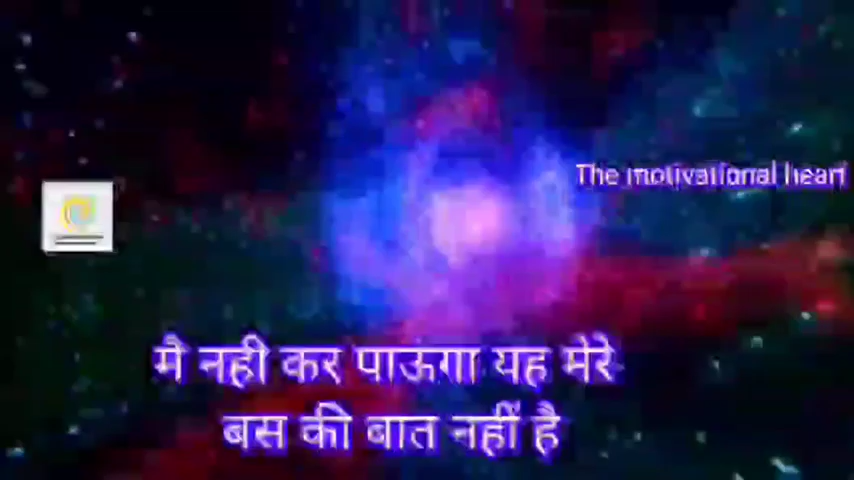 The motivational heart
मै नही कर पाऊगा यह मेरे
बस की बात नहीं है